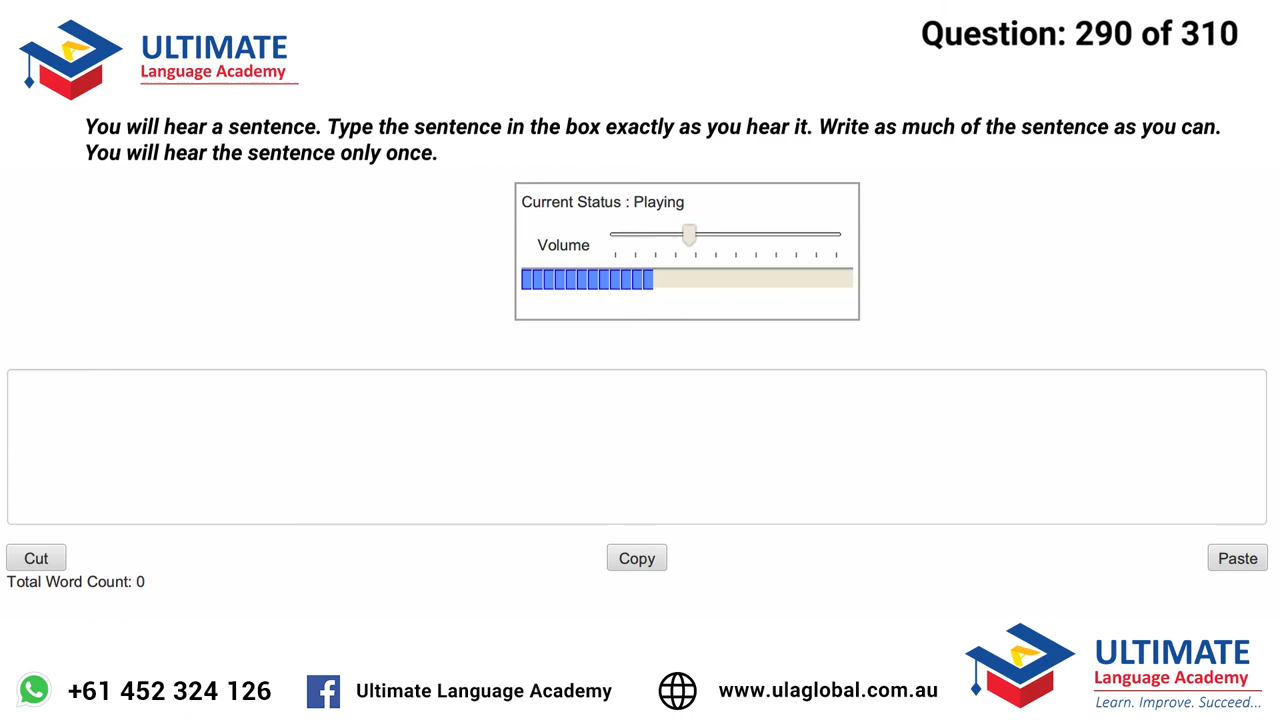 ULTIMATE
Language Academy
Question: 290 of 310
You will hear a sentence. Type the sentence in the box exactly as you hear it. Write as much of the sentence as you can.
You will hear the sentence only once.
Current Status : Playing
Volume
Cut
Copy
Paste
Total Word Count: 0
+61 452 324 126
Ultimate Language Academy
www.ulaglobal.com.au
ULTIMATE
Language Academy
Learn. Improve. Succeed...